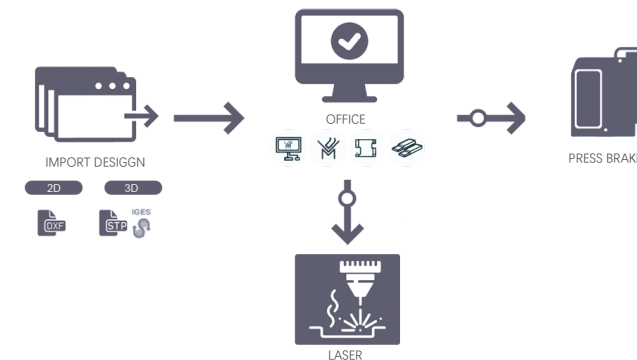 OFFICE
IMPORT DESIGGN
PRESS BRAK
2D
3D
DXF
STP
IGES
LASER